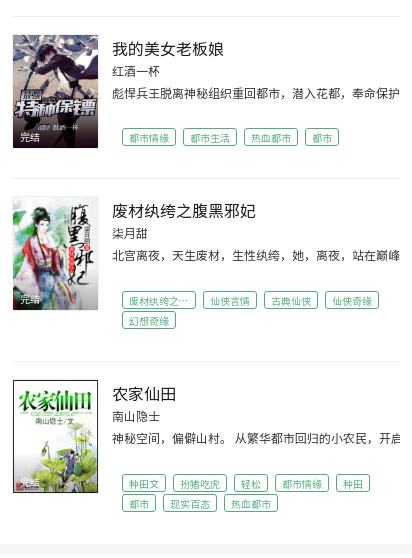 我的美女老板娘
红酒一杯
彪悍兵王脱离神秘组织重回都市，潜入花都，奉命保护
特种保镖
完结
都市情缘 都市生活 热血都市 都市
废材纨绔之腹黑邪妃
柒月甜
北宫离夜，天生废材，生性纨绔，她，离夜，站在巅峰
腹黑邪妃
完结
废材纨绔之… 仙侠言情 古典仙侠 仙侠奇缘
幻想奇缘
农家仙田
南山隐士
神秘空间，偏僻山村。 从繁华都市回归的小农民，开启
农家仙田
南山隐士/文
完结
种田文 扮猪吃虎 轻松 都市情缘 种田
都市 现实百态 热血都市